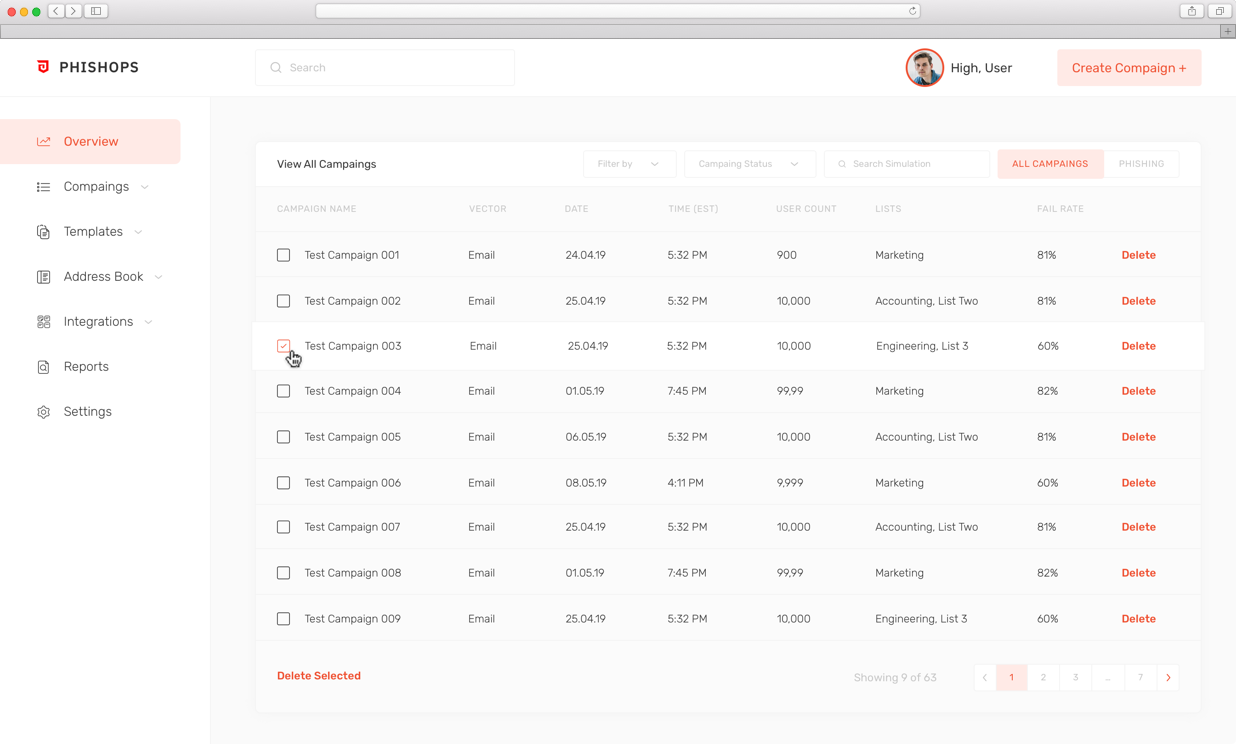 PHISHOPS
Search
High, User
Create Compaign +
Overview
Compaings
Templates
Address Book
Integrations
Reports
Settings
View All Campaings
Filter by
Campaing Status
Search Simulation
ALL CAMPAINGS
PHISHING
CAMPAIGN NAME VECTOR DATE TIME (EST) USER COUNT LISTS FAIL RATE
Test Campaign 001 Email 24.04.19 5:32 PM 900 Marketing 81% Delete
Test Campaign 002 Email 25.04.19 5:32 PM 10,000 Accounting, List Two 81% Delete
Test Campaign 003 Email 25.04.19 5:32 PM 10,000 Engineering, List 3 60% Delete
Test Campaign 004 Email 01.05.19 7:45 PM 99,99 Marketing 82% Delete
Test Campaign 005 Email 06.05.19 5:32 PM 10,000 Accounting, List Two 81% Delete
Test Campaign 006 Email 08.05.19 4:11 PM 9,999 Marketing 60% Delete
Test Campaign 007 Email 25.04.19 5:32 PM 10,000 Accounting, List Two 81% Delete
Test Campaign 008 Email 01.05.19 7:45 PM 99,99 Marketing 82% Delete
Test Campaign 009 Email 25.04.19 5:32 PM 10,000 Engineering, List 3 60% Delete
Delete Selected
Showing 9 of 63
1 2 3 ... 7